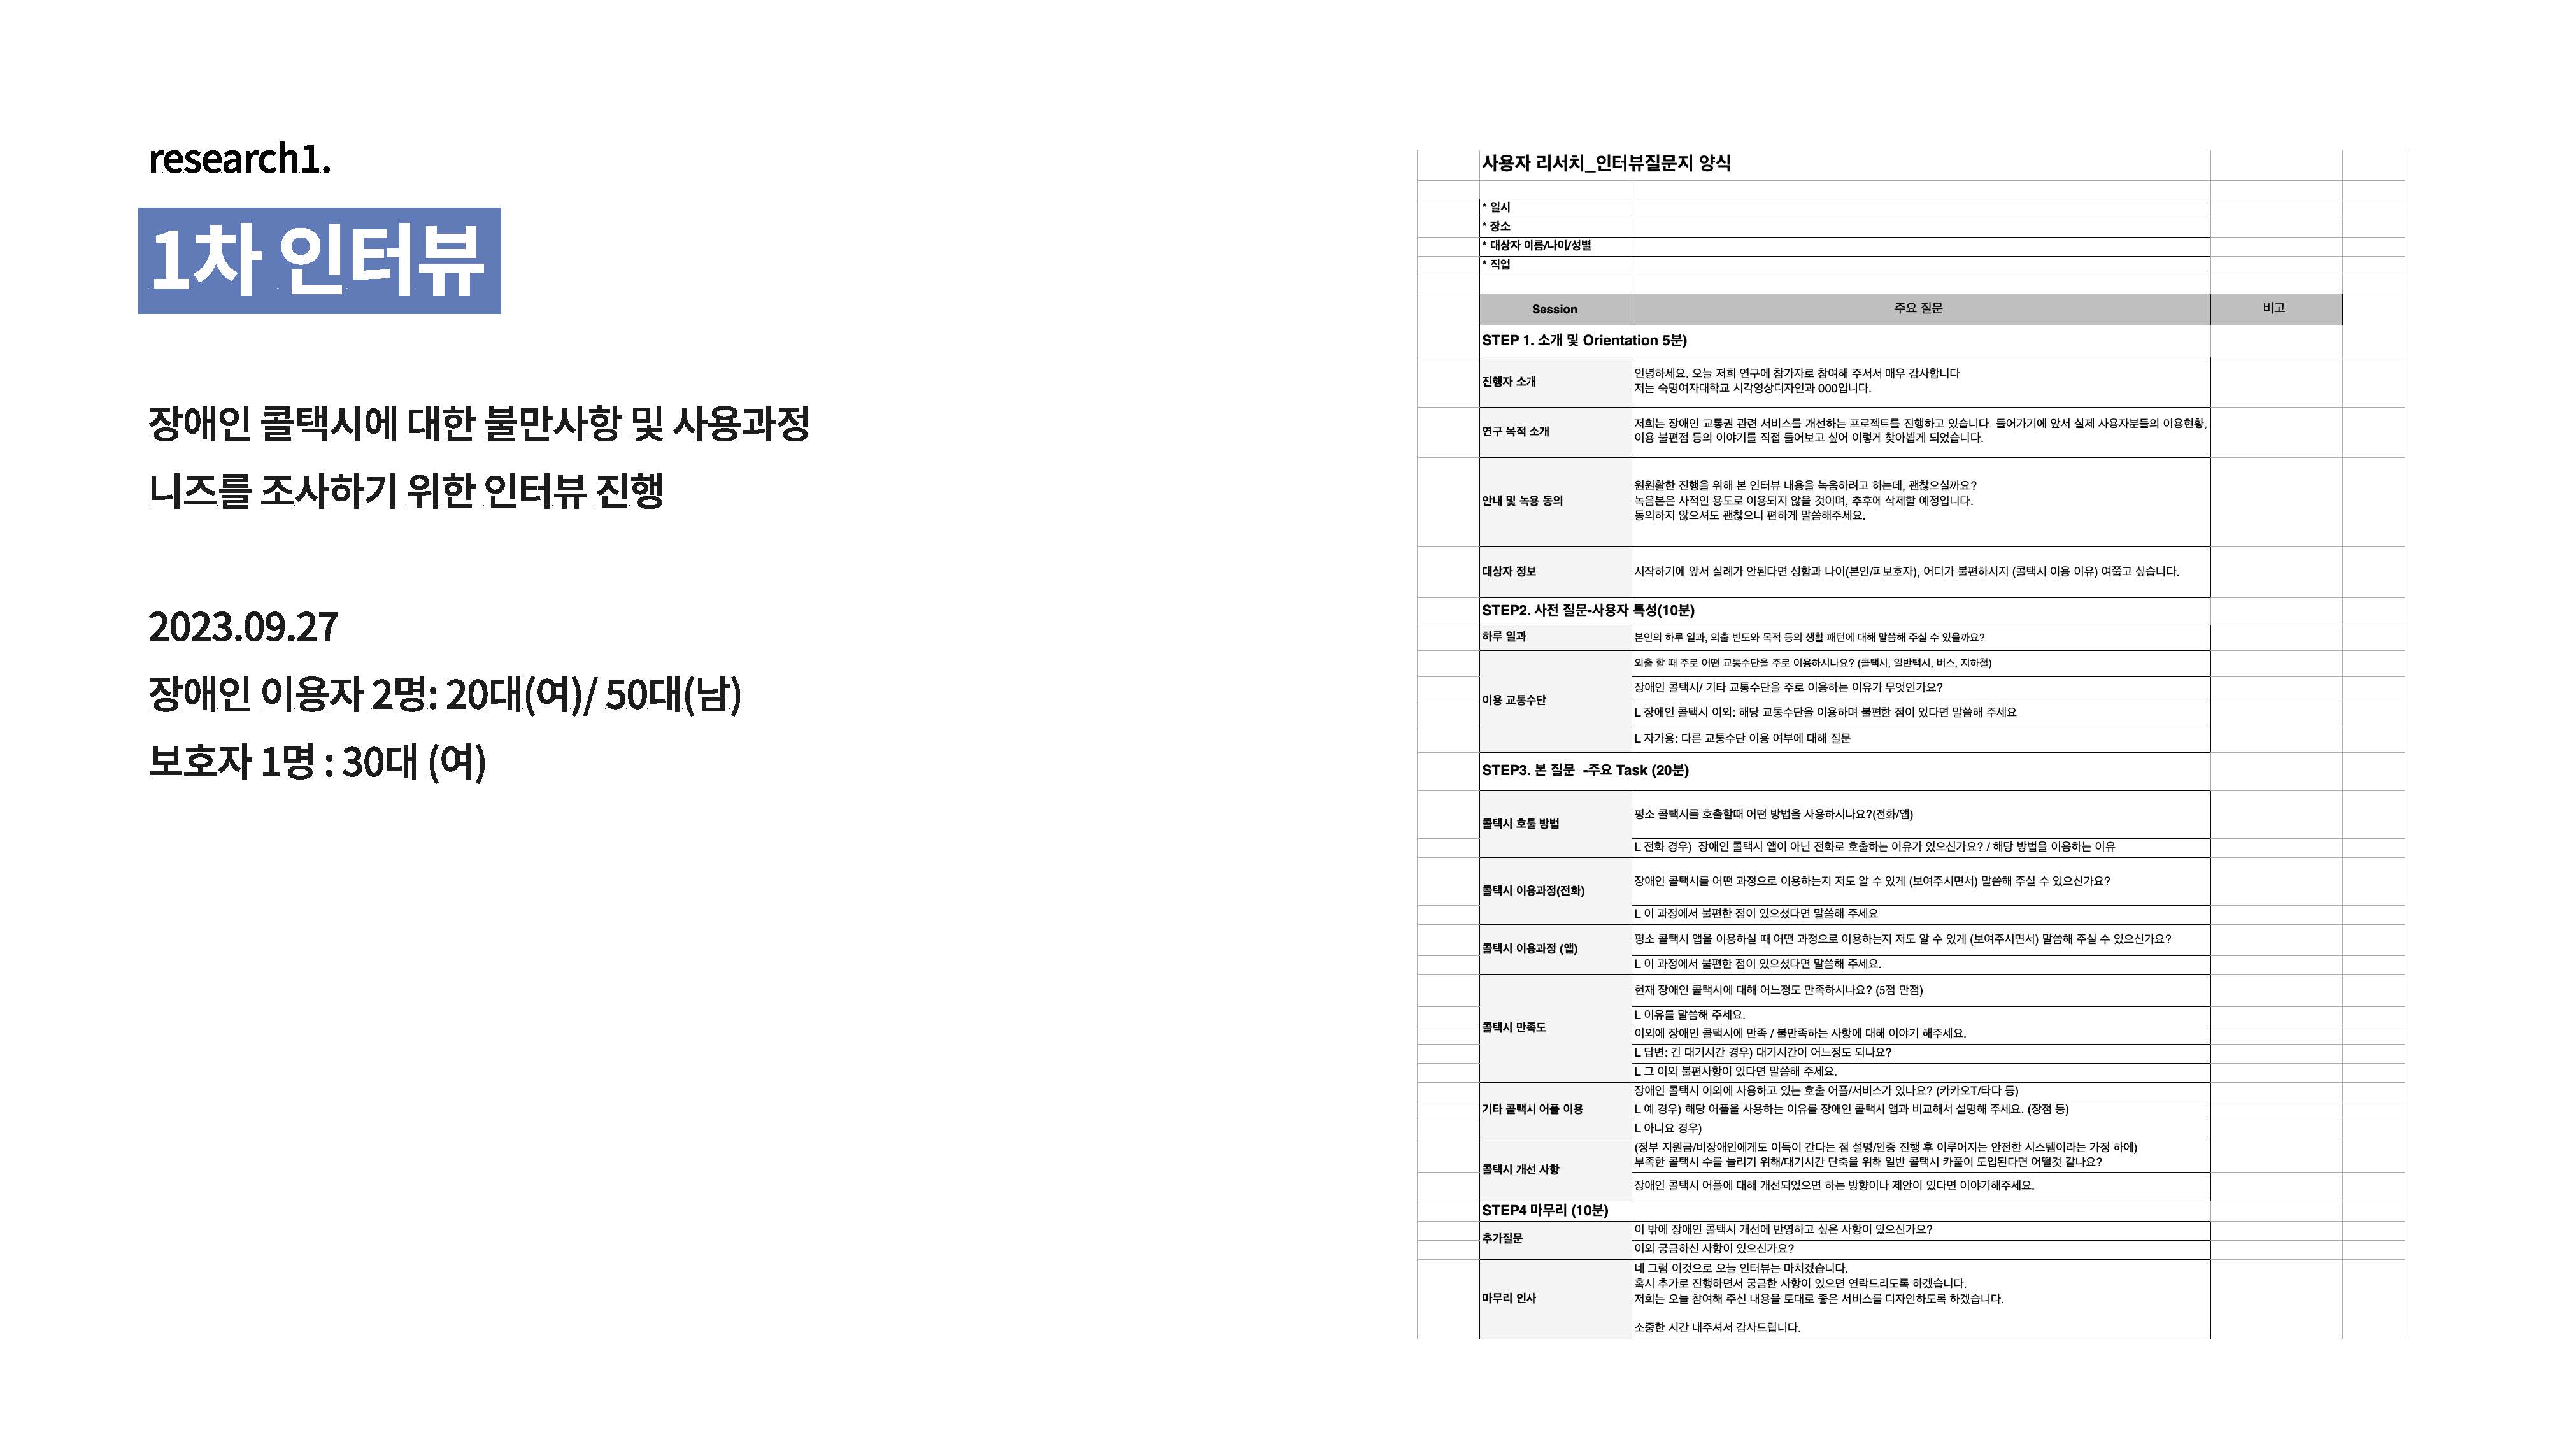 research1.
1차 인터뷰
장애인 콜택시에 대한 불만사항 및 사용과정
니즈를 조사하기 위한 인터뷰 진행
2023.09.27
장애인 이용자 2명: 20대(여)/ 50대(남)
보호자 1명 : 30대 (여)
사용자 리서치_인터뷰질문지 양식
* 일시
* 장소
* 대상자 이름/나이/성별
* 직업
Session 주요 질문 비고
STEP 1. 소개 및 Orientation 5분)
진행자 소개
인녕하세요. 오늘 저희 연구에 참가자로 참여해 주서서 매우 감사합니다
저는 숙명여자대학교 시각영상디자인과 000입니다.
연구 목적 소개
저희는 장애인 교통권 관련 서비스를 개선하는 프로젝트를 진행하고 있습니다. 들어가기에 앞서 실제 사용자분들의 이용현황,
이용 불편점 등의 이야기를 직접 들어보고 싶어 이렇게 찾아뵙게 되었습니다.
안내 및 녹용 동의
원원활한 진행을 위해 본 인터뷰 내용을 녹음하려고 하는데, 괜찮으실까요?
녹음본은 사적인 용도로 이용되지 않을 것이며, 추후에 삭제할 예정입니다.
동의하지 않으셔도 괜찮으니 편하게 말씀해주세요.
대상자 정보
시작하기에 앞서 실례가 안된다면 성함과 나이(본인/피보호자), 어디가 불편하시지 (콜택시 이용 이유) 여쭙고 싶습니다.
STEP2. 사전 질문-사용자 특성(10분)
하루 일과
본인의 하루 일과, 외출 빈도와 목적 등의 생활 패턴에 대해 말씀해 주실 수 있을까요?
이용 교통수단
외출 할 때 주로 어떤 교통수단을 주로 이용하시나요? (콜택시, 일반택시, 버스, 지하철)
장애인 콜택시/ 기타 교통수단을 주로 이용하는 이유가 무엇인가요?
L 장애인 콜택시 이외: 해당 교통수단을 이용하며 불편한 점이 있다면 말씀해 주세요
L 자가용: 다른 교통수단 이용 여부에 대해 질문
STEP3. 본 질문 -주요 Task (20분)
콜택시 호툴 방법
평소 콜택시를 호출할때 어떤 방법을 사용하시나요?(전화/앱)
L 전화 경우) 장애인 콜택시 앱이 아닌 전화로 호출하는 이유가 있으신가요? / 해당 방법을 이용하는 이유
콜택시 이용과정(전화)
장애인 콜택시를 어떤 과정으로 이용하는지 저도 알 수 있게 (보여주시면서) 말씀해 주실 수 있으신가요?
L 이 과정에서 불편한 점이 있으셨다면 말씀해 주세요
콜택시 이용과정 (앱)
평소 콜택시 앱을 이용하실 때 어떤 과정으로 이용하는지 저도 알 수 있게 (보여주시면서) 말씀해 주실 수 있으신가요?
L 이 과정에서 불편한 점이 있으셨다면 말씀해 주세요.
콜택시 만족도
현재 장애인 콜택시에 대해 어느정도 만족하시나요? (5점 만점)
L 이유를 말씀해 주세요.
이외에 장애인 콜택시에 만족 / 불만족하는 사항에 대해 이야기 해주세요.
L 답변: 긴 대기시간 경우) 대기시간이 어느정도 되나요?
L 그 이외 불편사항이 있다면 말씀해 주세요.
기타 콜택시 어플 이용
장애인 콜택시 이외에 사용하고 있는 호출 어플/서비스가 있나요? (카카오T/타다 등)
L 예 경우) 해당 어플을 사용하는 이유를 장애인 콜택시 앱과 비교해서 설명해 주세요. (장점 등)
L 아니요 경우)
콜택시 개선 사항
(정부 지원금/비장애인에게도 이득이 간다는 점 설명/인증 진행 후 이루어지는 안전한 시스템이라는 가정 하에)
부족한 콜택시 수를 늘리기 위해/대기시간 단축을 위해 일반 콜택시 카풀이 도입된다면 어떨것 같나요?
장애인 콜택시 어플에 대해 개선되었으면 하는 방향이나 제안이 있다면 이야기해주세요.
STEP4 마무리 (10분)
추가질문
이 밖에 장애인 콜택시 개선에 반영하고 싶은 사항이 있으신가요?
이외 궁금하신 사항이 있으신가요?
마무리 인사
네 그럼 이것으로 오늘 인터뷰는 마치겠습니다.
혹시 추가로 진행하면서 궁금한 사항이 있으면 연락드리도록 하겠습니다.
저희는 오늘 참여해 주신 내용을 토대로 좋은 서비스를 디자인하도록 하겠습니다.
소중한 시간 내주셔서 감사드립니다.